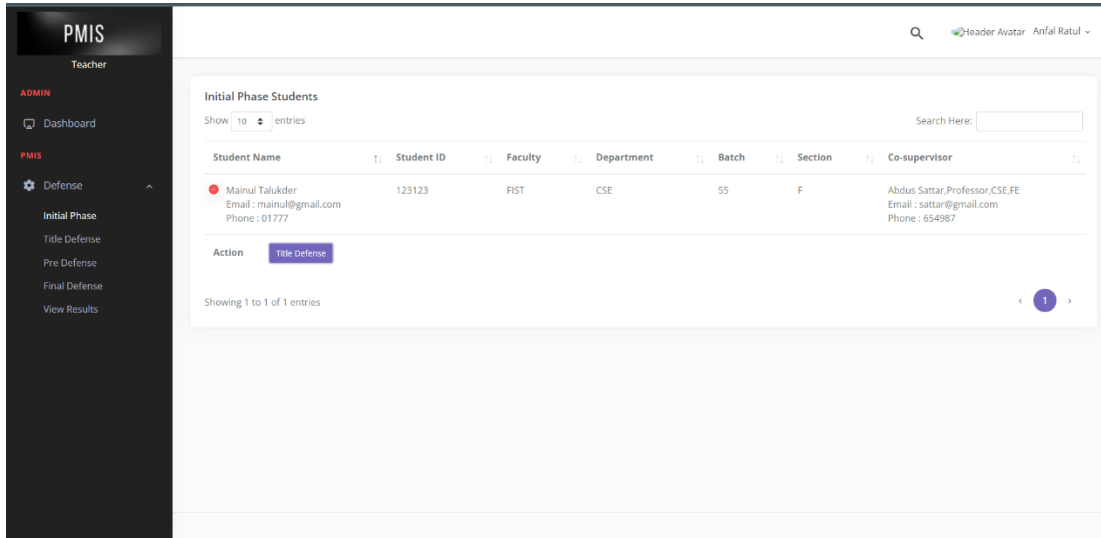 PMIS
Teacher
Header Avatar Anfal Ratul
ADMIN
Dashboard
PMIS
Defense
Initial Phase
Title Defense
Pre Defense
Final Defense
View Results
Initial Phase Students
Show 10 entries
Search Here:
Student Name Student ID Faculty Department Batch Section Co-supervisor
Mainul Talukder 123123 FIST CSE 55 F Abdus Sattar,Professor,CSE,FE
Email : mainul@gmail.com Email : sattar@gmail.com
Phone : 01777 Phone : 654987
Action Title Defense
Showing 1 to 1 of 1 entries
‹ 1 ›